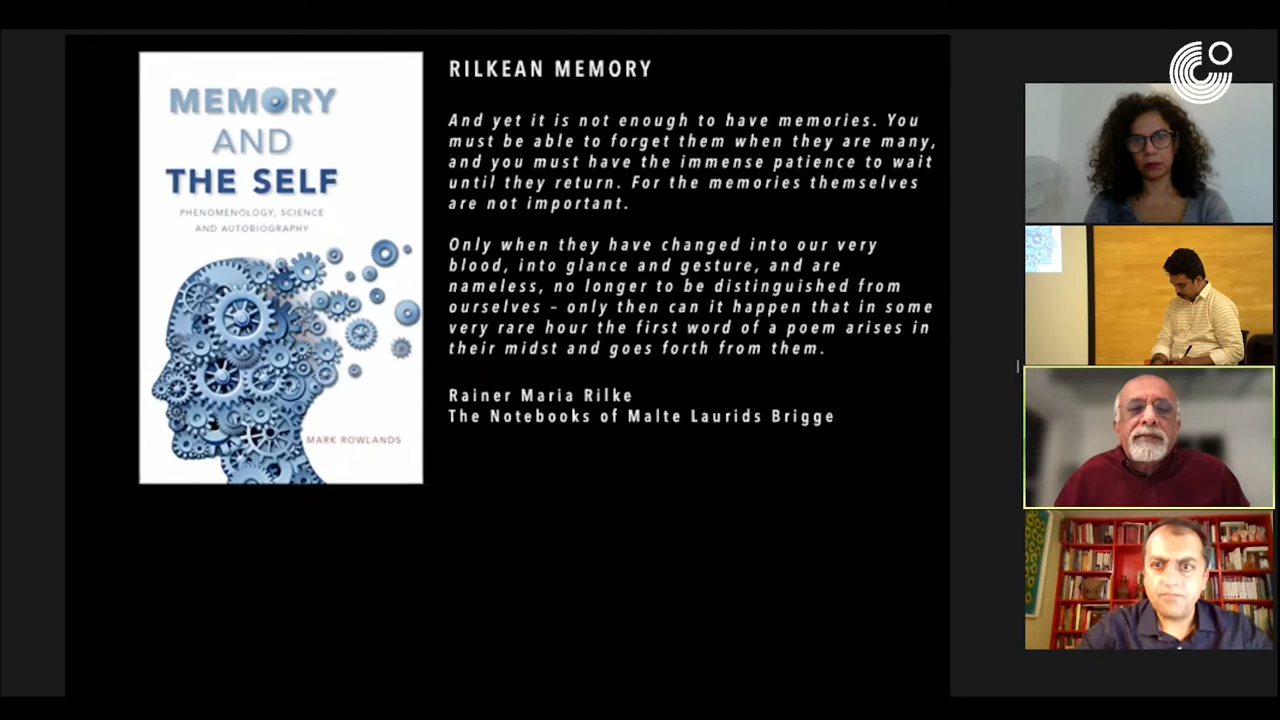 MEMORY
AND
THE SELF
PHENOMENOLOGY, SCIENCE
AND AUTOBIOGRAPHY
MARK ROWLANDS
RILKEAN MEMORY
And yet it is not enough to have memories. You
must be able to forget them when they are many,
and you must have the immense patience to wait
until they return. For the memories themselves
are not important.
Only when they have changed into our very
blood, into glance and gesture, and are
nameless, no longer to be distinguished from
ourselves – only then can it happen that in some
very rare hour the first word of a poem arises in
their midst and goes forth from them.
Rainer Maria Rilke
The Notebooks of Malte Laurids Brigge